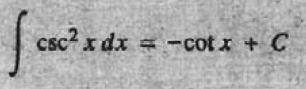 ∫ csc² x dx = -cot x + C